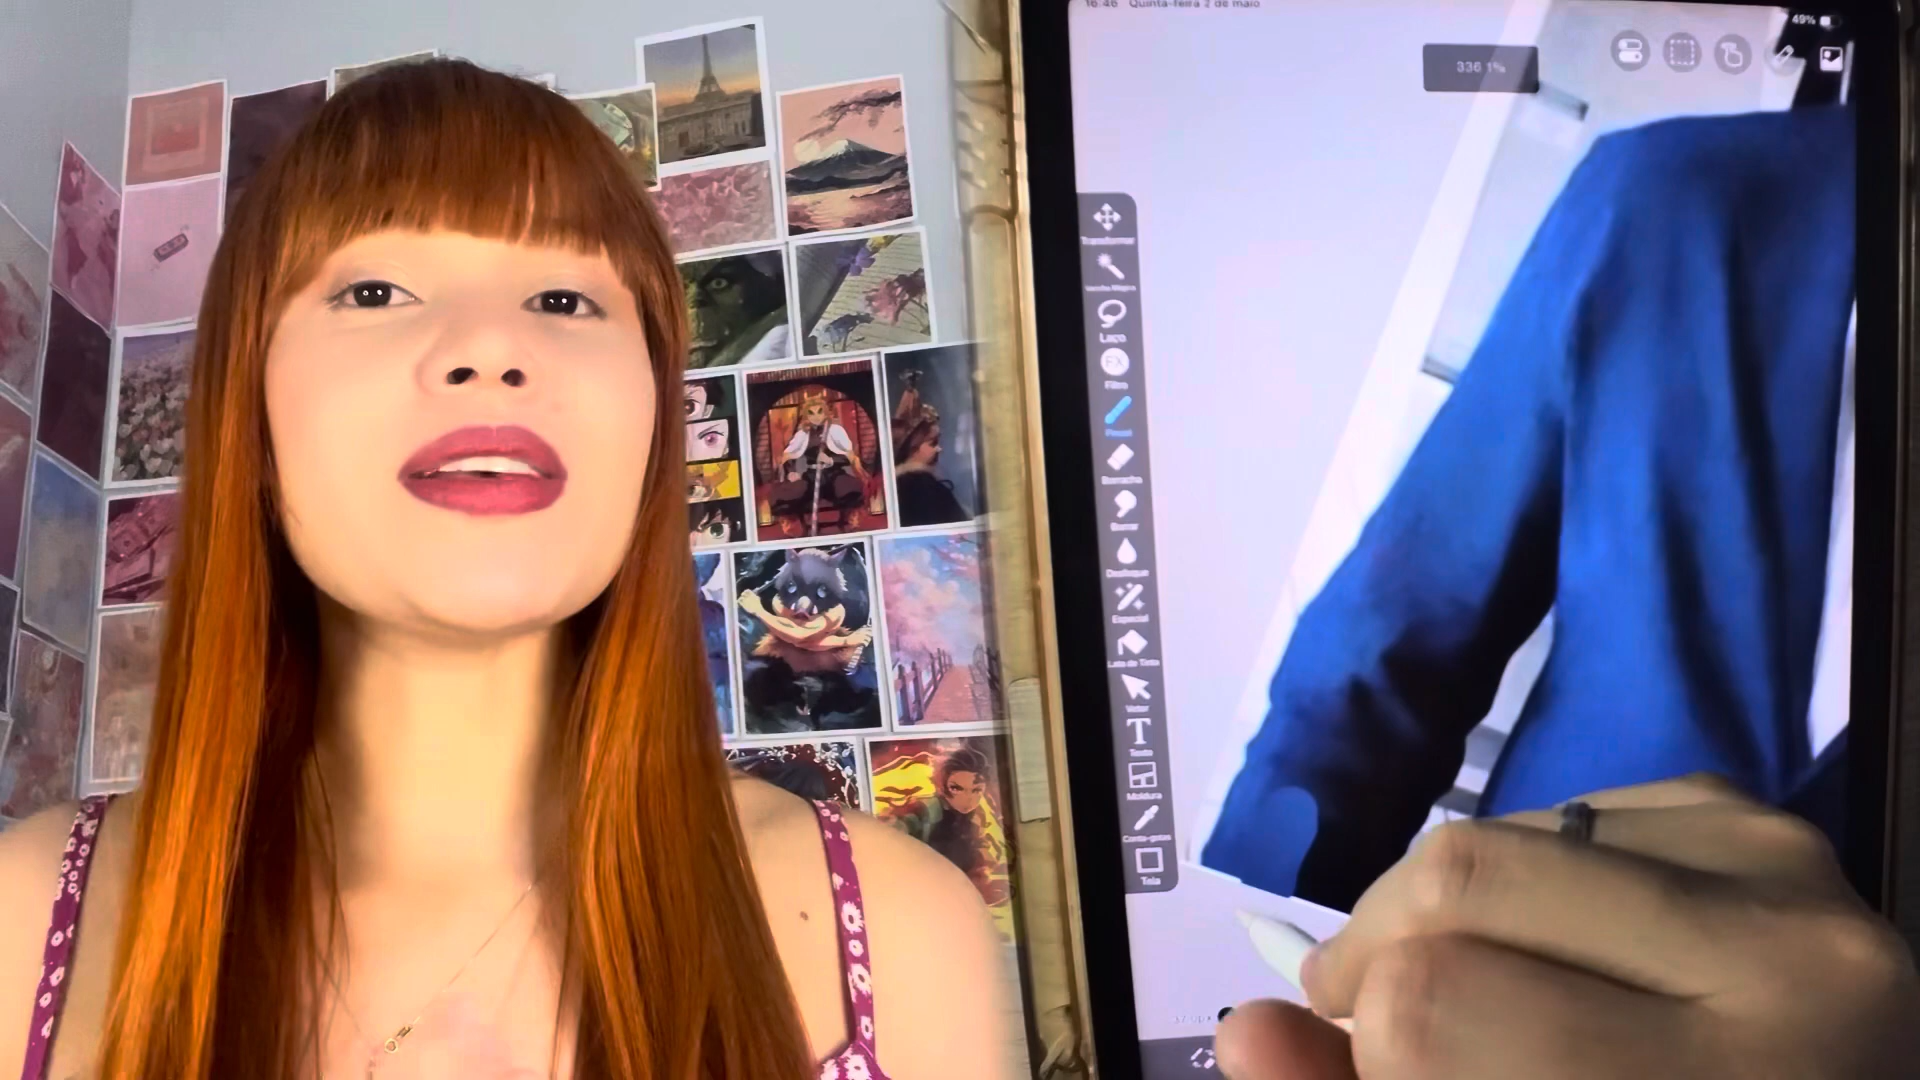 16:46 Quinta-feira 2 de maio
49%
336.1%
Transformar
Varinha Mágica
Laço
FX
Filtro
Pincel
Borracha
Borrar
Desfoque
Especial
Lata de Tinta
Vetor
T
Texto
Moldura
Conta-gotas
Tela